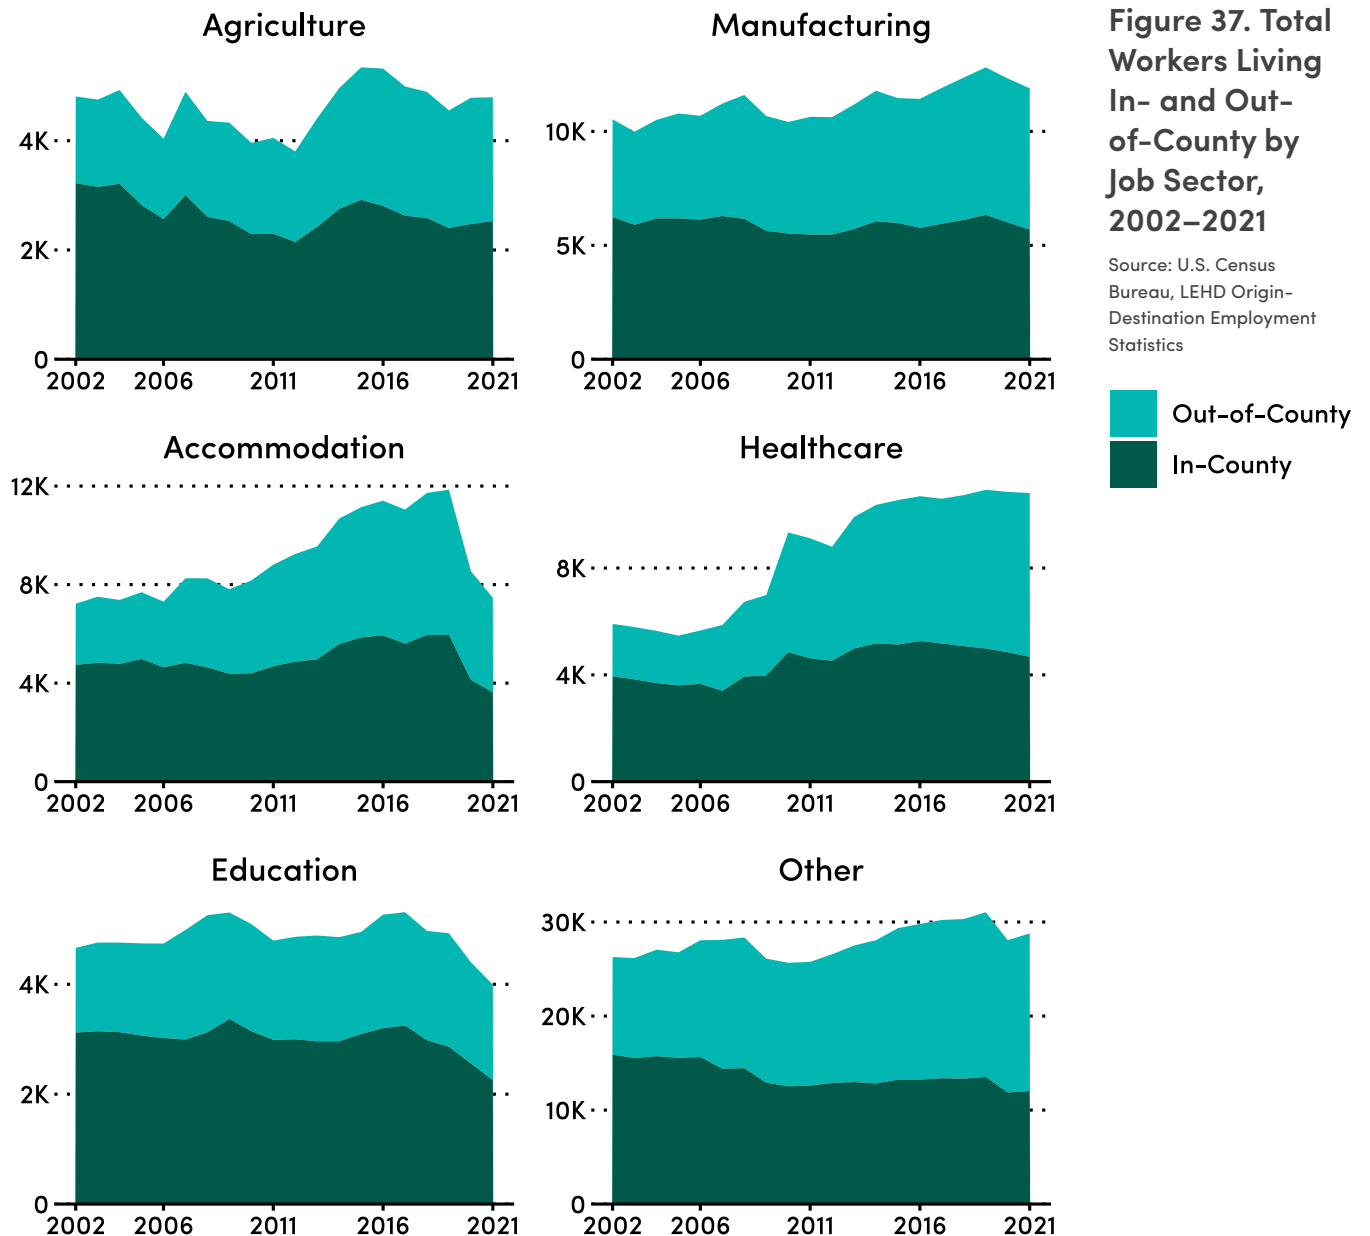 Agriculture
4K
2K
0
2002 2006 2011 2016 2021
Manufacturing
10K
5K
0
2002 2006 2011 2016 2021
Figure 37. Total
Workers Living
In- and Out-
of-County by
Job Sector,
2002–2021
Source: U.S. Census
Bureau, LEHD Origin-
Destination Employment
Statistics
Out-of-County
In-County
Accommodation
12K
8K
4K
0
2002 2006 2011 2016 2021
Healthcare
8K
4K
0
2002 2006 2011 2016 2021
Education
4K
2K
0
2002 2006 2011 2016 2021
Other
30K
20K
10K
0
2002 2006 2011 2016 2021